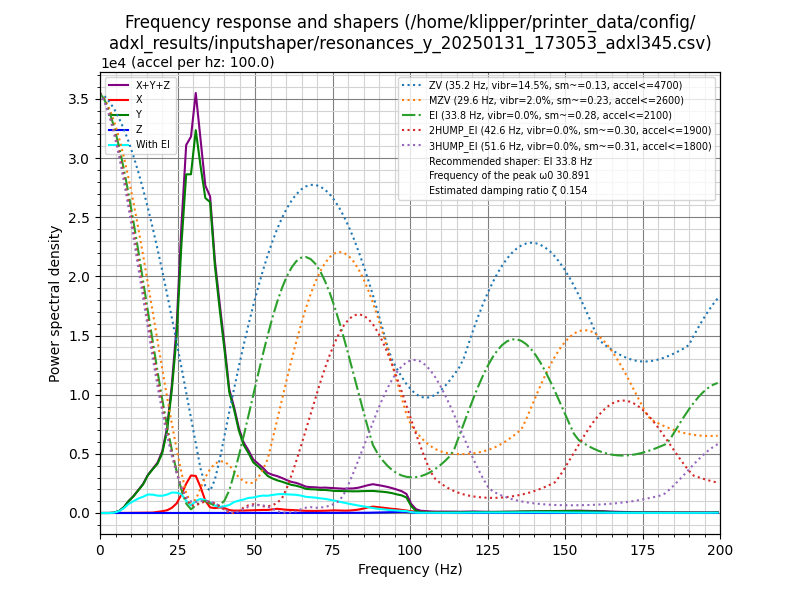 Frequency response and shapers (/home/klipper/printer_data/config/
adxl_results/inputshaper/resonances_y_20250131_173053_adxl345.csv)
1e4 (accel per hz: 100.0)
X+Y+Z
X
Y
Z
With EI
ZV (35.2 Hz, vibr=14.5%, sm~=0.13, accel<=4700)
MZV (29.6 Hz, vibr=2.0%, sm~=0.23, accel<=2600)
EI (33.8 Hz, vibr=0.0%, sm~=0.28, accel<=2100)
2HUMP_EI (42.6 Hz, vibr=0.0%, sm~=0.30, accel<=1900)
3HUMP_EI (51.6 Hz, vibr=0.0%, sm~=0.31, accel<=1800)
Recommended shaper: EI 33.8 Hz
Frequency of the peak ω0 30.891
Estimated damping ratio ζ 0.154
Power spectral density
3.5
3.0
2.5
2.0
1.5
1.0
0.5
0.0
0 25 50 75 100 125 150 175 200
Frequency (Hz)